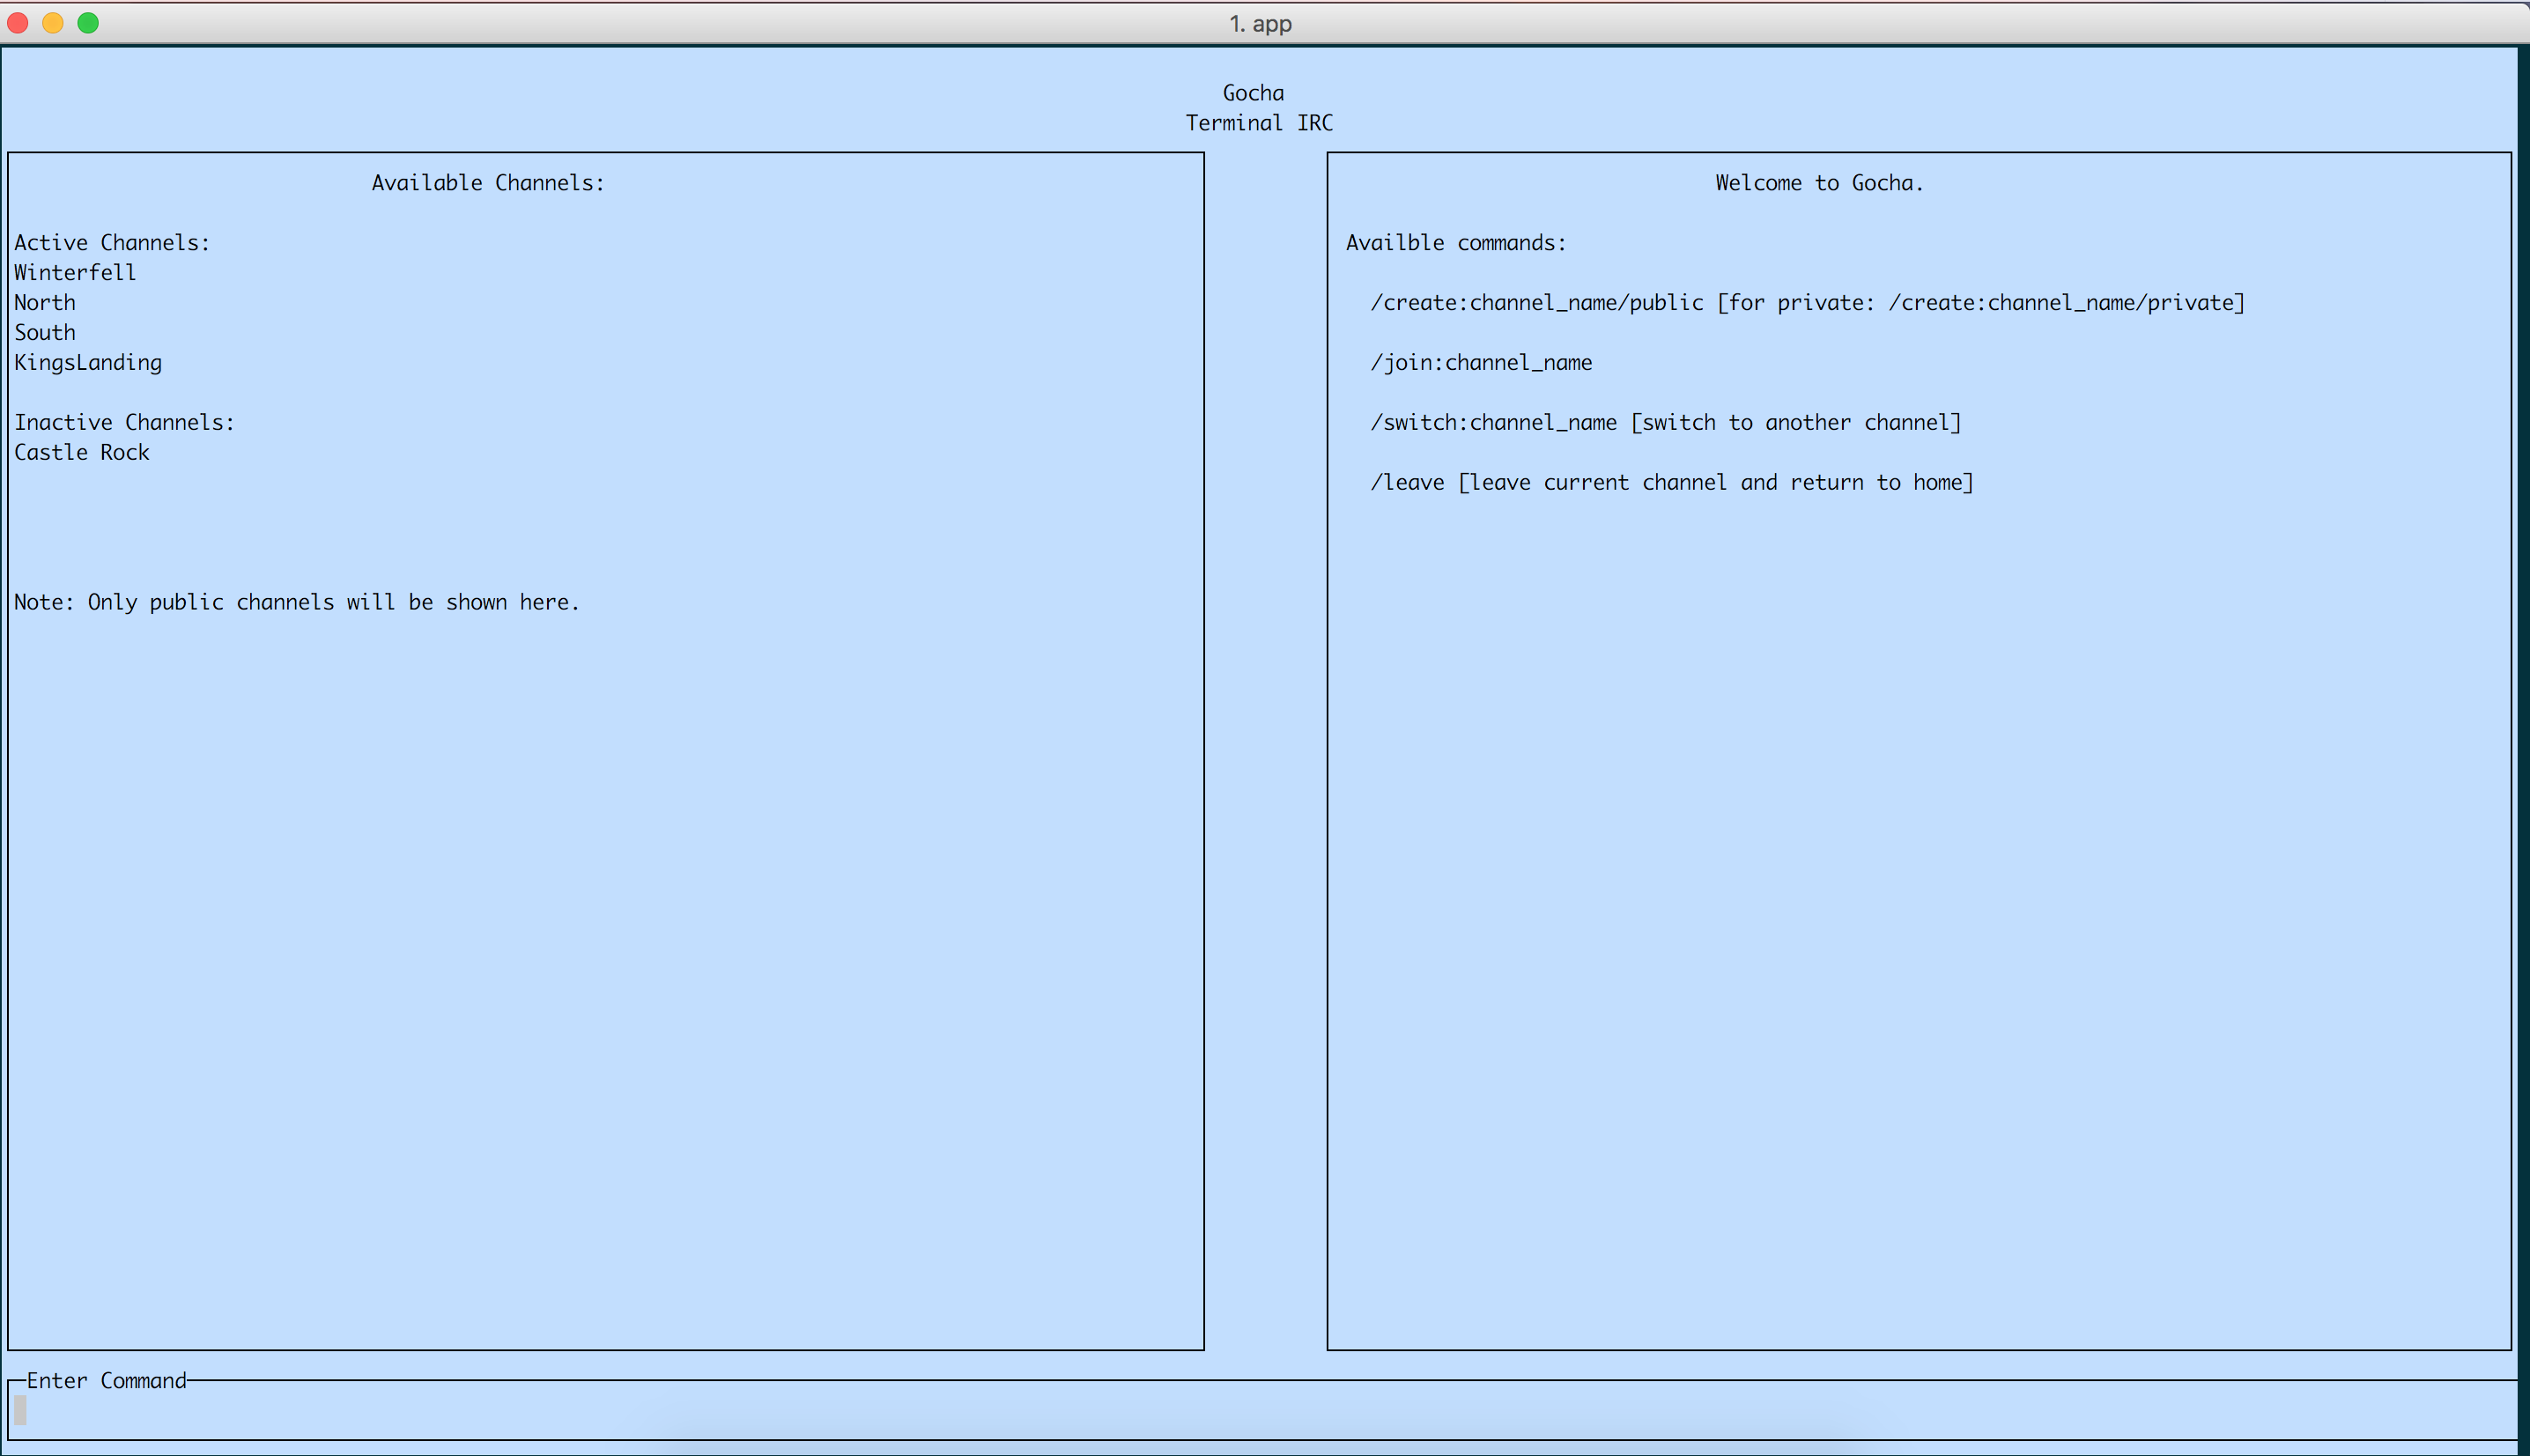 1. app
Gocha
Terminal IRC
Available Channels:
Active Channels:
Winterfell
North
South
KingsLanding
Inactive Channels:
Castle Rock
Note: Only public channels will be shown here.
Welcome to Gocha.
Availble commands:
/create:channel_name/public [for private: /create:channel_name/private]
/join:channel_name
/switch:channel_name [switch to another channel]
/leave [leave current channel and return to home]
Enter Command